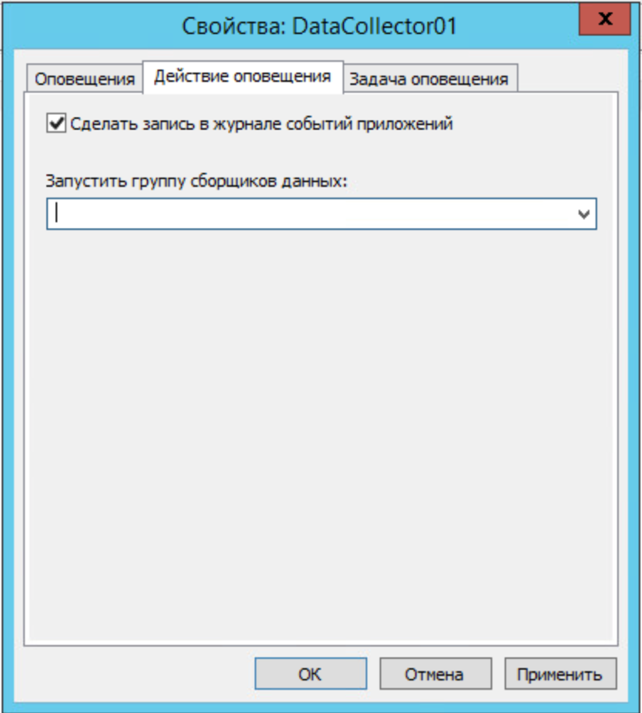 Свойства: DataCollector01
x
Оповещения Действие оповещения Задача оповещения
Сделать запись в журнале событий приложений
Запустить группу сборщиков данных:
ОК Отмена Применить